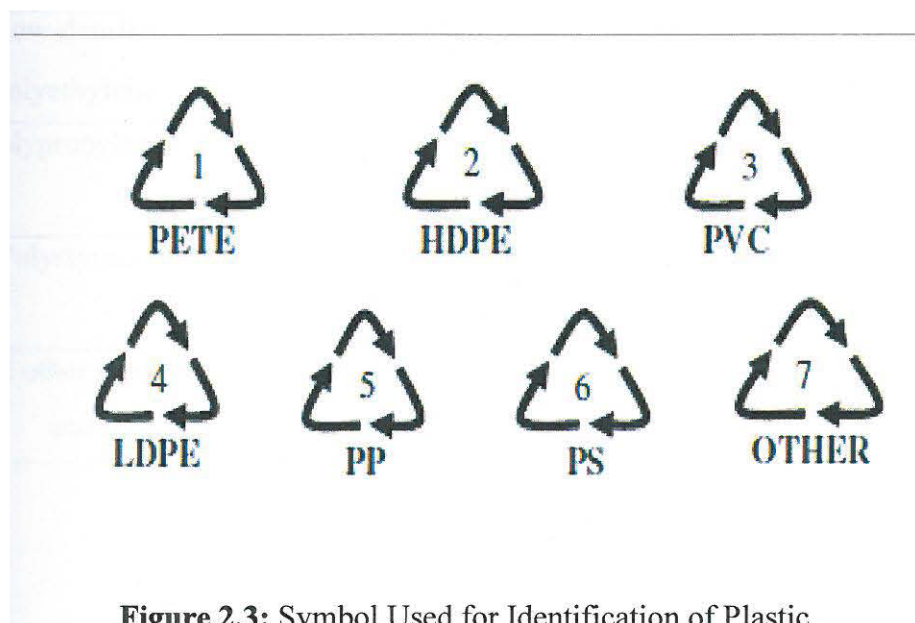 1 2 3
PETE HDPE PVC
4 5 6 7
LDPE PP PS OTHER
Figure 2.3: Symbol Used for Identification of Plastic